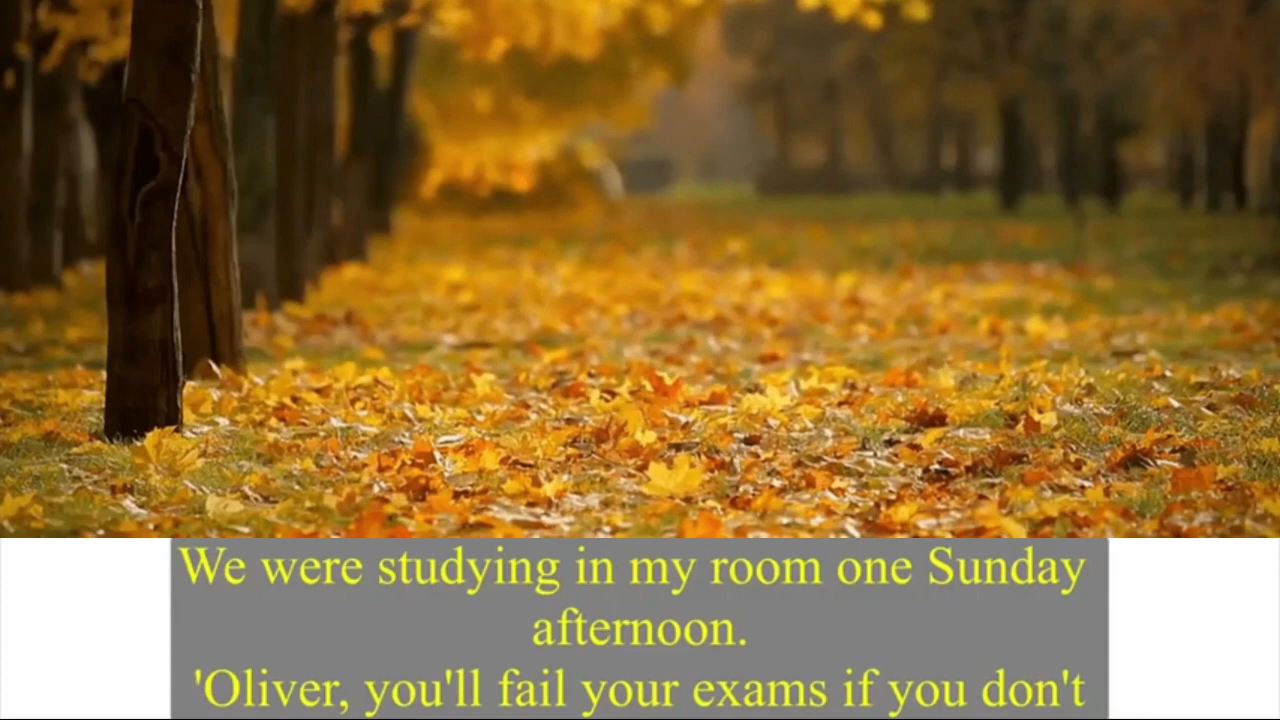 We were studying in my room one Sunday
afternoon.
'Oliver, you'll fail your exams if you don't